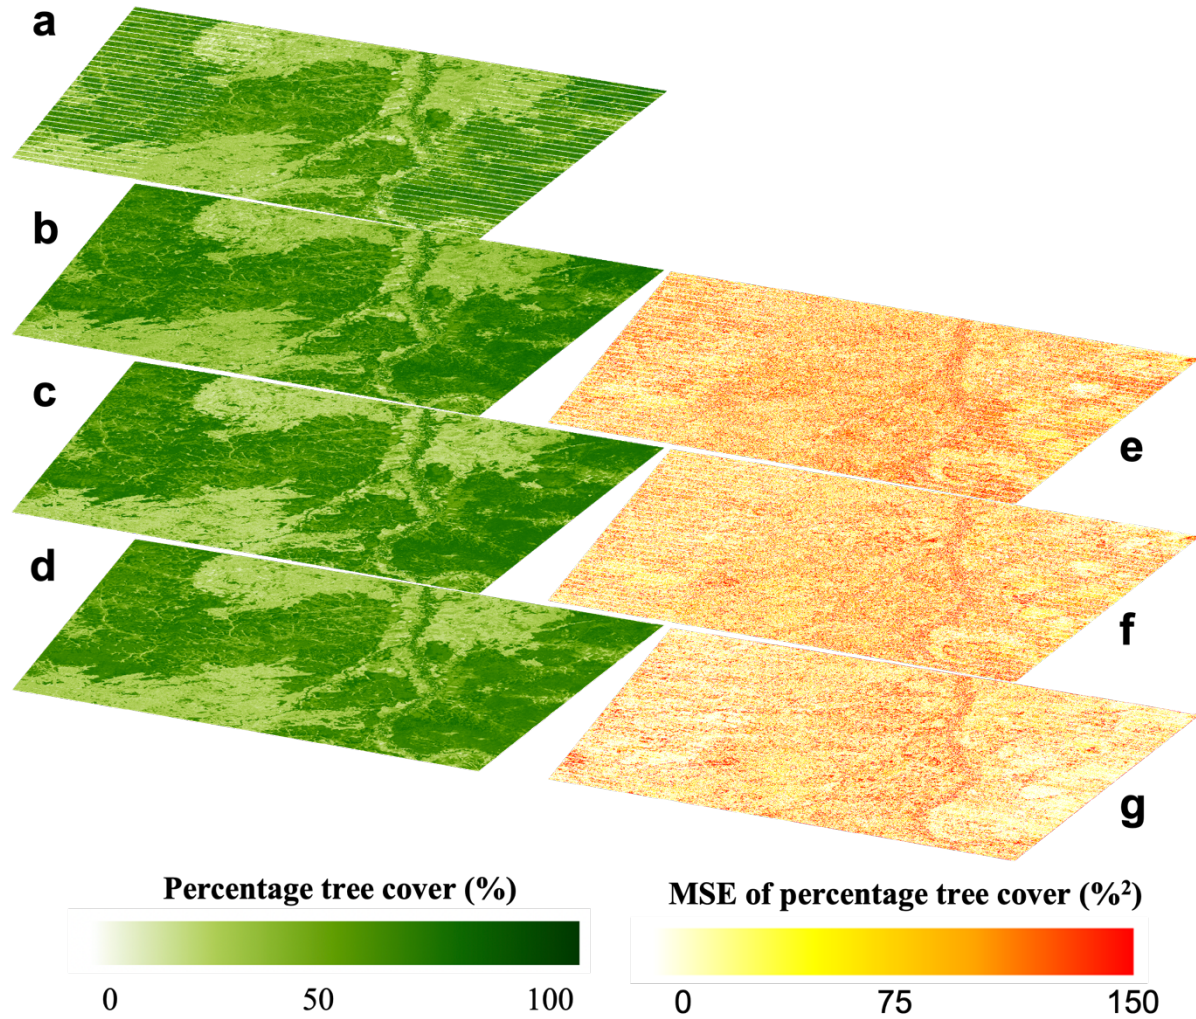 a
b
c
d
e
f
g
Percentage tree cover (%)
0 50 100
MSE of percentage tree cover (%²)
0 75 150